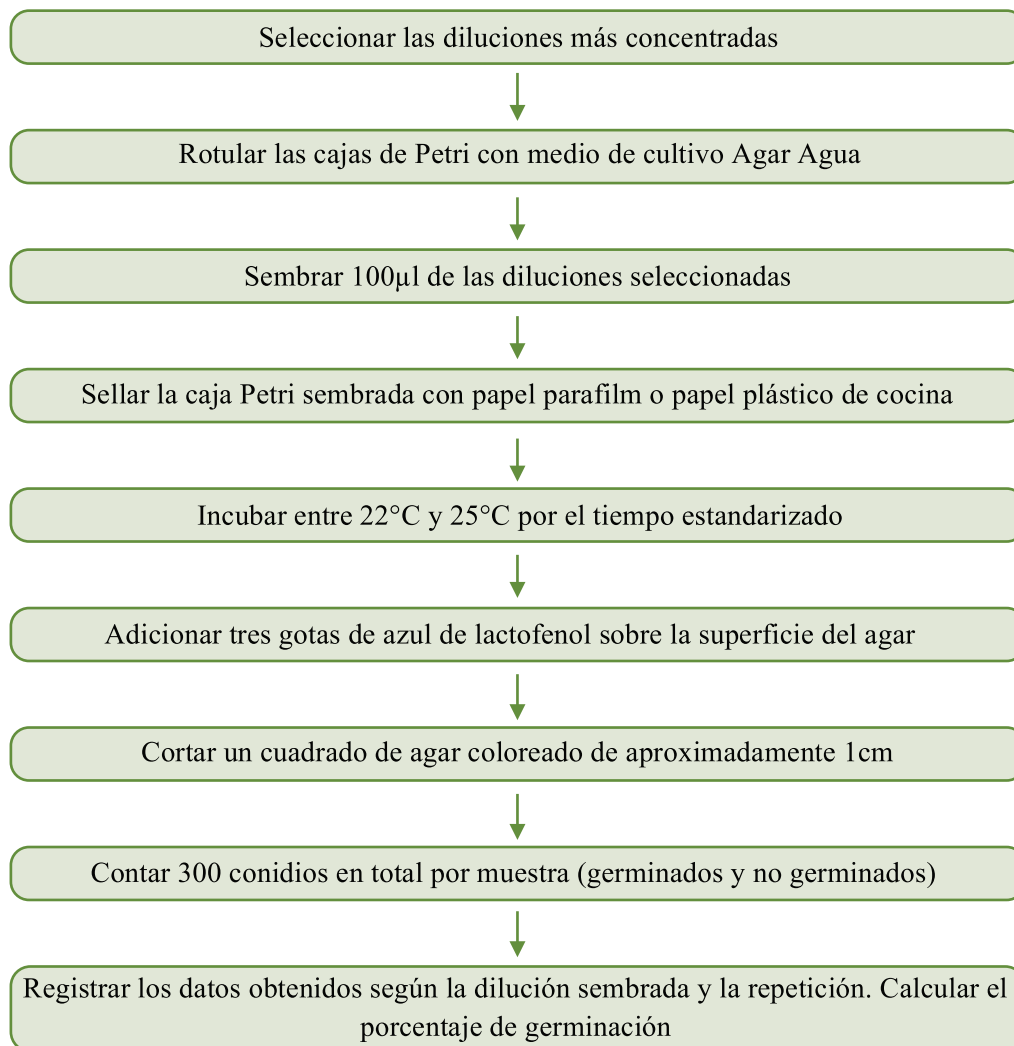 Seleccionar las diluciones más concentradas
Rotular las cajas de Petri con medio de cultivo Agar Agua
Sembrar 100µl de las diluciones seleccionadas
Sellar la caja Petri sembrada con papel parafilm o papel plástico de cocina
Incubar entre 22°C y 25°C por el tiempo estandarizado
Adicionar tres gotas de azul de lactofenol sobre la superficie del agar
Cortar un cuadrado de agar coloreado de aproximadamente 1cm
Contar 300 conidios en total por muestra (germinados y no germinados)
Registrar los datos obtenidos según la dilución sembrada y la repetición. Calcular el
porcentaje de germinación